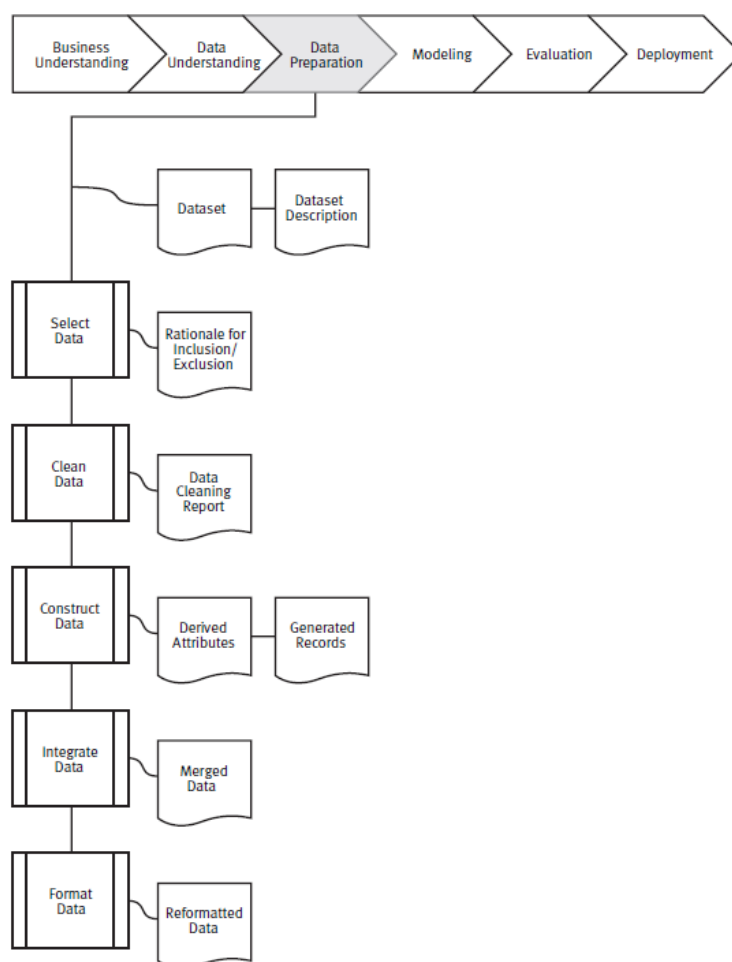 Business
Understanding
Data
Understanding
Data
Preparation
Modeling
Evaluation
Deployment
Dataset
Dataset
Description
Select
Data
Rationale for
Inclusion/
Exclusion
Clean
Data
Data
Cleaning
Report
Construct
Data
Derived
Attributes
Generated
Records
Integrate
Data
Merged
Data
Format
Data
Reformatted
Data